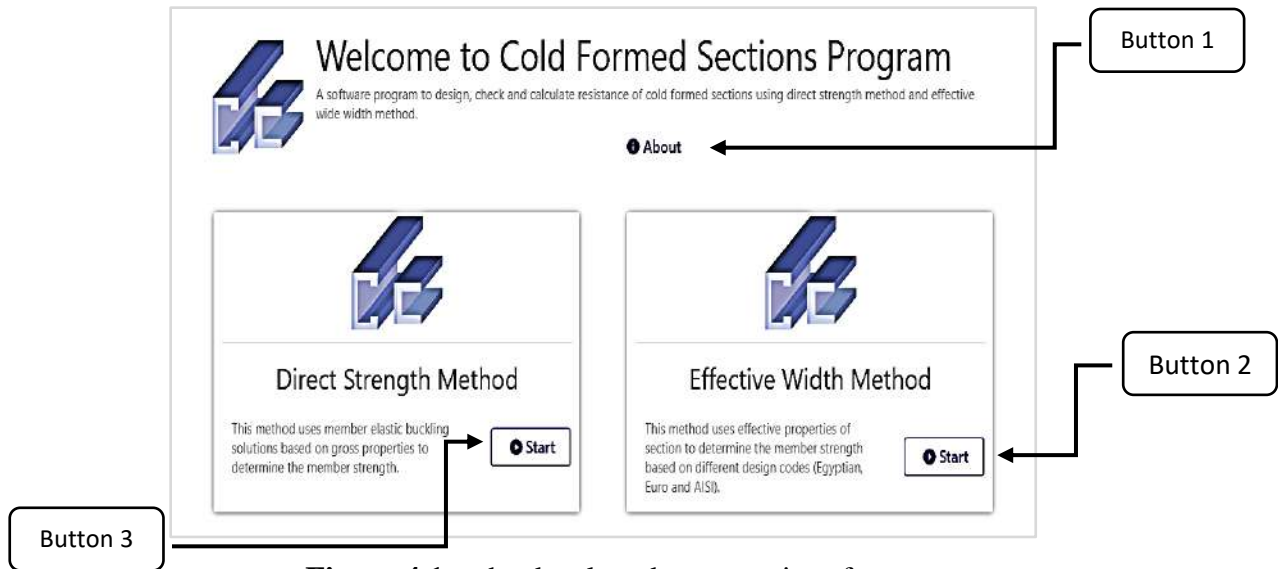 Button 1
Welcome to Cold Formed Sections Program
A software program to design, check and calculate resistance of cold formed sections using direct strength method and effective
wide width method.
About
Direct Strength Method
This method uses member elastic buckling
solutions based on gross properties to
determine the member strength.
Start
Effective Width Method
This method uses effective properties of
section to determine the member strength
based on different design codes (Egyptian,
Euro and AISI).
Start
Button 2
Button 3